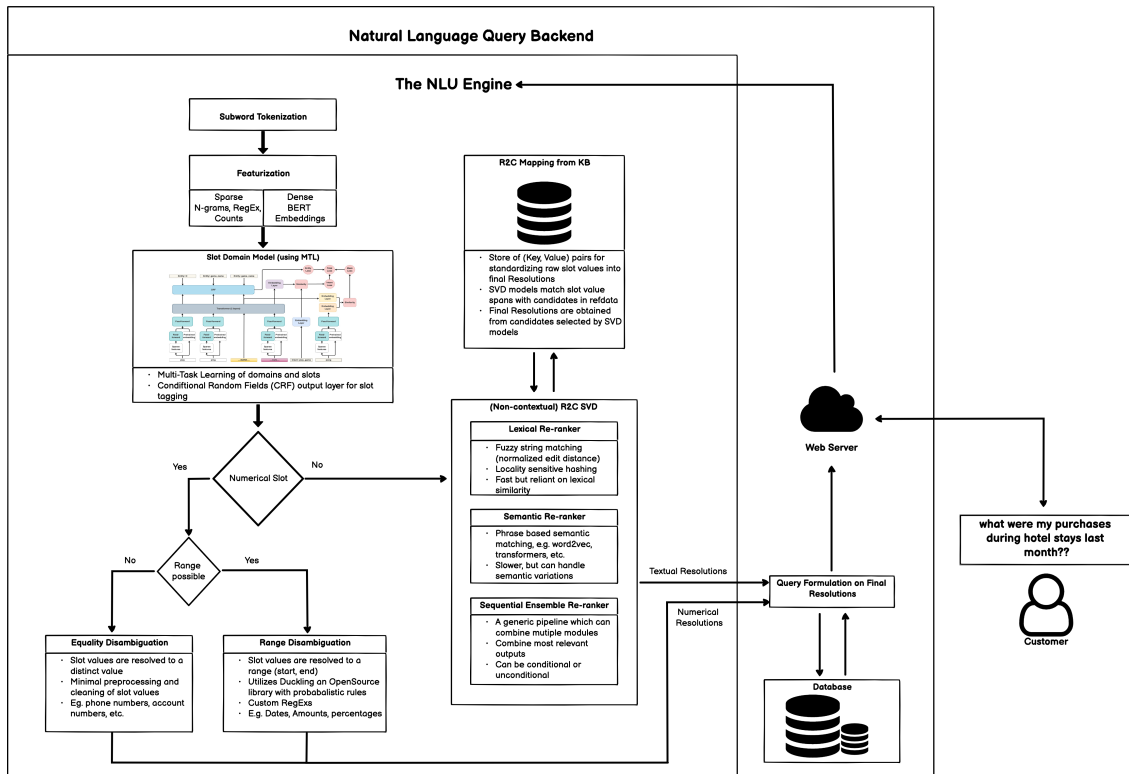 Natural Language Query Backend
The NLU Engine
Subword Tokenization
Featurization
Sparse
N-grams, RegEx,
Counts
Dense
BERT
Embeddings
Slot Domain Model (using MTL)
· Multi-Task Learning of domains and slots
· Condiftional Random Fields (CRF) output layer for slot
tagging
Numerical Slot
Yes
No
Range
possible
No
Yes
Equality Disambiguation
· Slot values are resolved to a
distinct value
· Minimal preprocessing and
cleaning of slot values
· Eg. phone numbers, account
numbers, etc.
Range Disambiguation
· Slot values are resolved to a
range (start, end)
· Utilizes Duckling an OpenSource
library with probabalistic rules
· Custom RegExs
· E.g. Dates, Amounts, percentages
R2C Mapping from KB
· Store of (Key, Value) pairs for
standardizing raw slot values into
final Resolutions
· SVD models match slot value
spans with candidates in refdata
· Final Resolutions are obtained
from candidates selected by SVD
models
(Non-contextual) R2C SVD
Lexical Re-ranker
· Fuzzy string matching
(normalized edit distance)
· Locality sensitive hashing
· Fast but reliant on lexical
similarity
Semantic Re-ranker
· Phrase based semantic
matching, e.g. word2vec,
transformers, etc.
· Slower, but can handle
semantic variations
Sequential Ensemble Re-ranker
· A generic pipeline which can
combine mutiple modules
· Combine most relevant
outputs
· Can be conditional or
unconditional
Textual Resolutions
Numerical
Resolutions
Query Formulation on Final
Resolutions
Database
Web Server
what were my purchases
during hotel stays last
month??
Customer